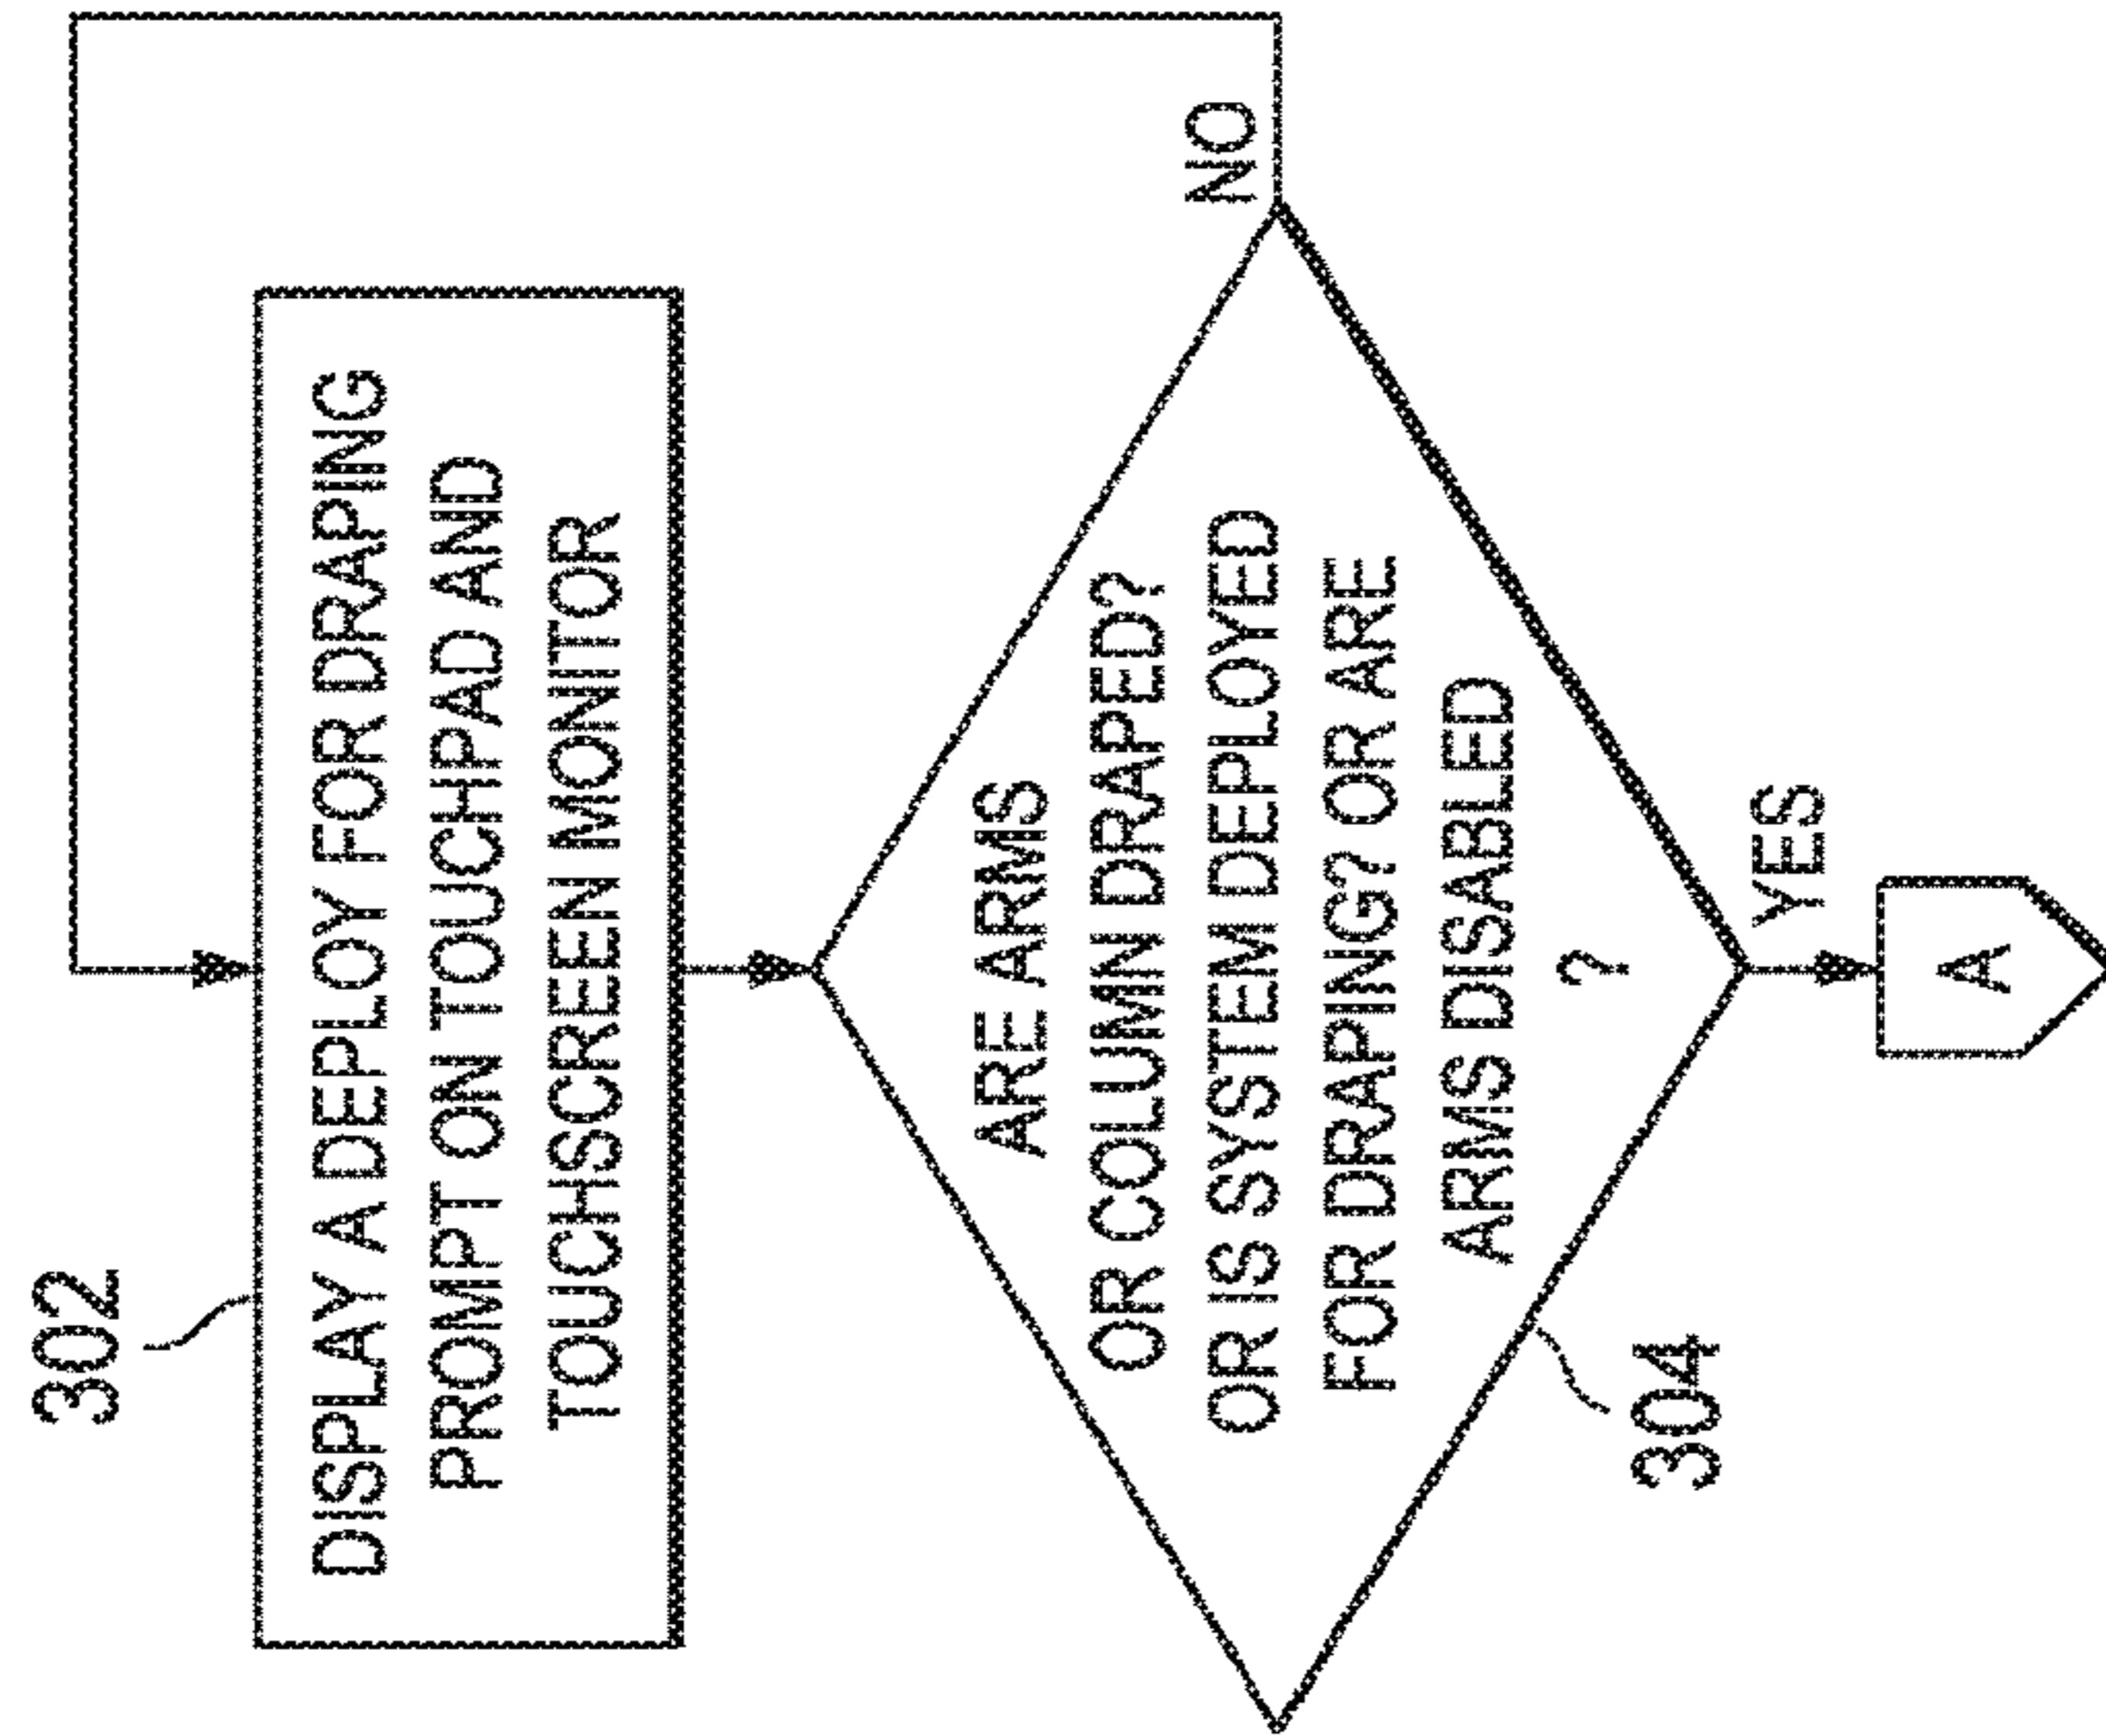 302
DISPLAY A DEPLOY FOR DRAPING
PROMPT ON TOUCHPAD AND
TOUCHSCREEN MONITOR
ARE ARMS
OR COLUMN DRAPED?
OR IS SYSTEM DEPLOYED
FOR DRAPING? OR ARE
ARMS DISABLED
?
NO
304
YES
A